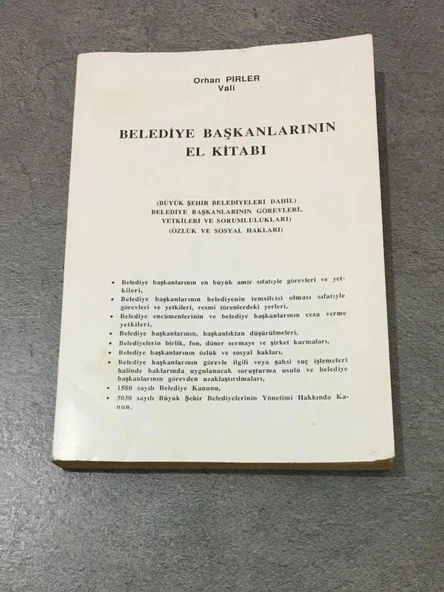 Orhan PİRLER
Vali
BELEDİYE BAŞKANLARININ
EL KİTABI
(BÜYÜK ŞEHİR BELEDİYELERİ DAHİL)
BELEDİYE BAŞKANLARININ GÖREVLERİ,
YETKİLERİ VE SORUMLULUKLARI)
(ÖZLÜK VE SOSYAL HAKLARI)
• Belediye başkanlarının en büyük amir sıfatıyle görevleri ve yet-
kileri,
• Belediye başkanlarının belediyenin temsilcisi olması sıfatıyle
görevleri ve yetkileri, resmi törenlerdeki yerleri,
• Belediye encümenlerinin ve belediye başkanlarının ceza verme
yetkileri,
• Belediye başkanlarının, başkanlıktan düşürülmeleri,
• Belediyelerin birlik, fon, döner sermaye ve şirket kurmaları,
• Belediye başkanlarının özlük ve sosyal hakları,
• Belediye başkanlarının görevle ilgili veya şahsi suç işlemeleri
halinde haklarında uygulanacak soruşturma usulü ve belediye
başkanlarının görevden uzaklaştırılmaları,
• 1580 sayılı Belediye Kanunu,
• 3030 sayılı Büyük Şehir Belediyelerinin Yönetimi Hakkında Ka-
nun.